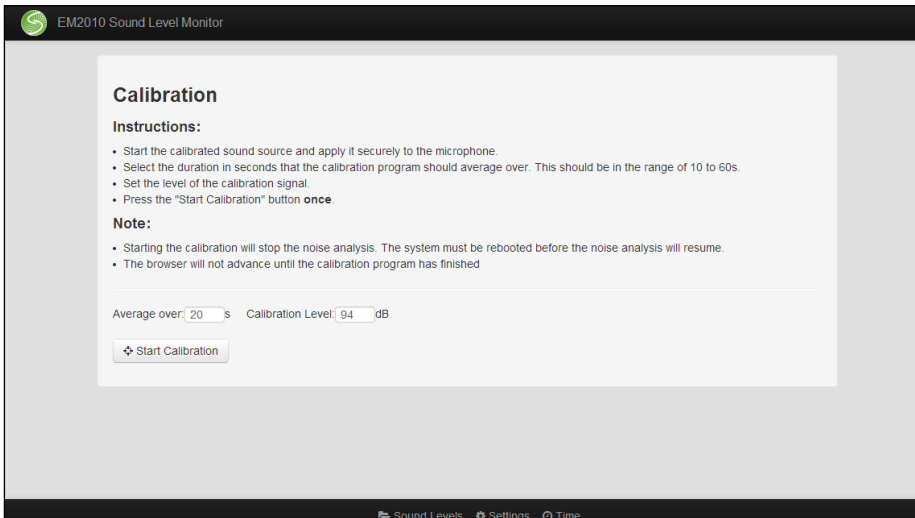 EM2010 Sound Level Monitor
Calibration
Instructions:
• Start the calibrated sound source and apply it securely to the microphone.
• Select the duration in seconds that the calibration program should average over. This should be in the range of 10 to 60s.
• Set the level of the calibration signal.
• Press the "Start Calibration" button once.
Note:
• Starting the calibration will stop the noise analysis. The system must be rebooted before the noise analysis will resume.
• The browser will not advance until the calibration program has finished
Average over: 20 s Calibration Level: 94 dB
Start Calibration
Sound Levels Settings Time